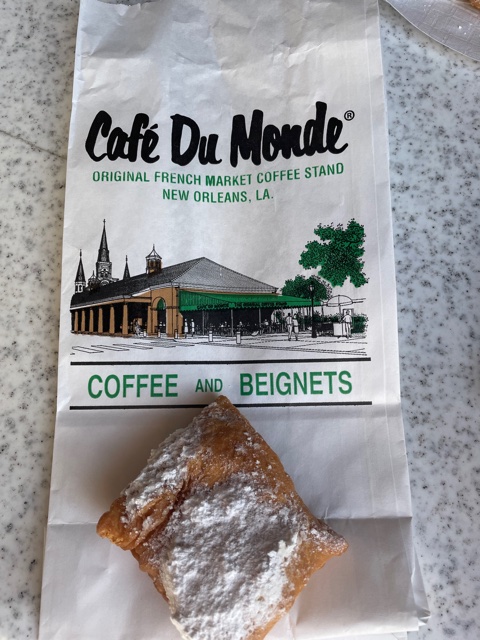 Café Du Monde®
ORIGINAL FRENCH MARKET COFFEE STAND
NEW ORLEANS, LA.
COFFEE AND BEIGNETS